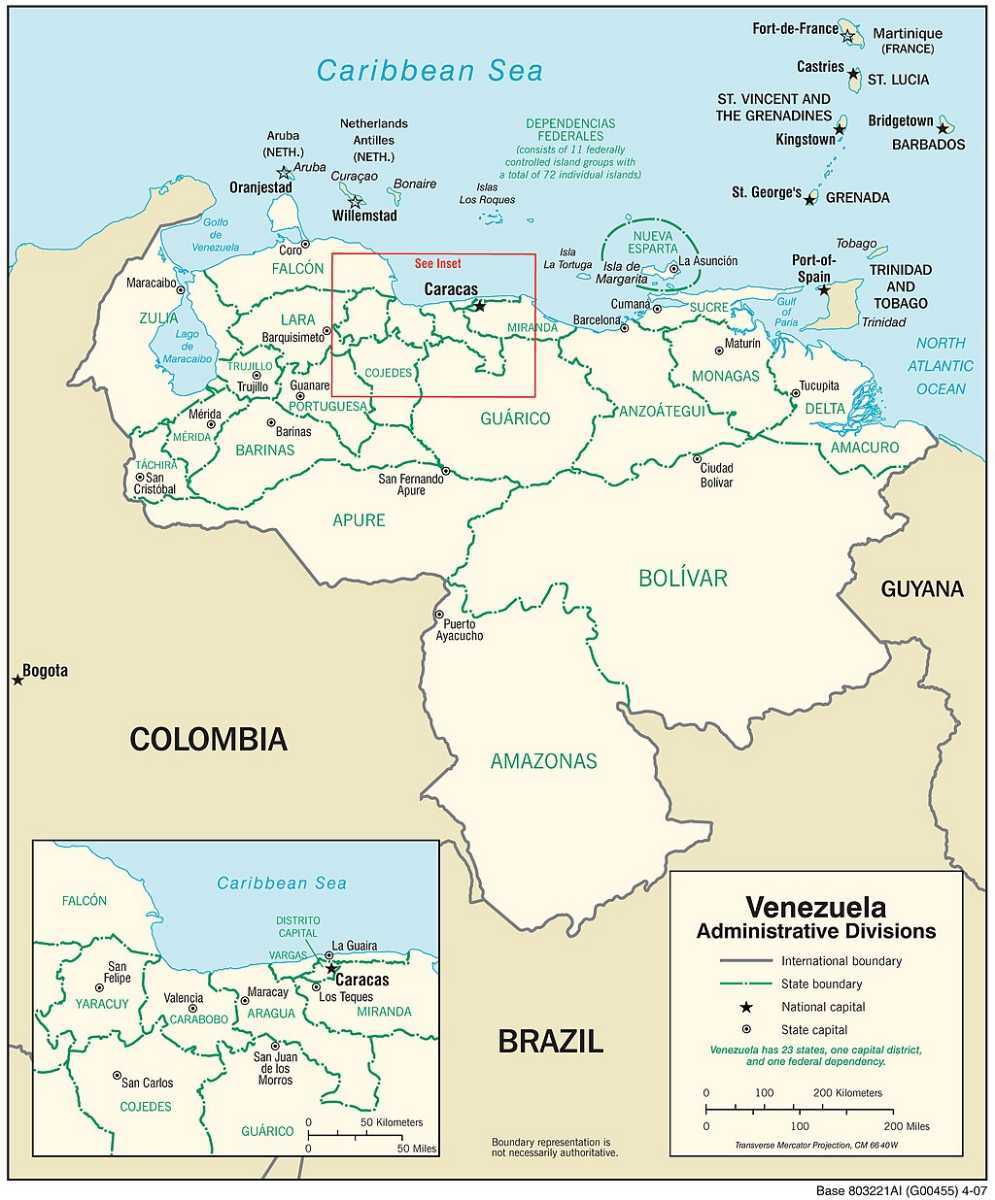 Fort-de-France
Martinique
(FRANCE)
Caribbean Sea
Castries
ST. LUCIA
ST. VINCENT AND
THE GRENADINES
Kingstown
Bridgetown
BARBADOS
DEPENDENCIAS
FEDERALES
(consists of 11 federally
controlled island groups with
a total of 72 individual islands)
Netherlands
Antilles
(NETH.)
Aruba
(NETH.)
Aruba
Oranjestad
Curaçao
Bonaire
Willemstad
Islas
Los Roques
St. George's
GRENADA
Golfo
de
Venezuela
Coro
FALCÓN
See Inset
NUEVA
ESPARTA
La Asunción
Isla
La Tortuga
Isla de
Margarita
Tobago
Port-of-
Spain
TRINIDAD
AND
TOBAGO
Trinidad
Gulf
of
Paria
Maracaibo
ZULIA
Lago
de
Maracaibo
Caracas
LARA
Barquisimeto
MIRANDA
Barcelona
Cumaná
SUCRE
NORTH
ATLANTIC
OCEAN
TRUJILLO
Trujillo
Guanare
PORTUGUESA
COJEDES
GUÁRICO
ANZOÁTEGUI
Maturín
MONAGAS
Tucupita
DELTA
AMACURO
Mérida
MÉRIDA
Barinas
BARINAS
TÁCHIRA
San
Cristóbal
San Fernando
Apure
Ciudad
Bolívar
APURE
BOLÍVAR
GUYANA
Puerto
Ayacucho
Bogota
COLOMBIA
AMAZONAS
BRAZIL
Caribbean Sea
FALCÓN
DISTRITO
CAPITAL
VARGAS
La Guaira
Caracas
San
Felipe
YARACUY
Valencia
CARABOBO
Maracay
ARAGUA
Los Teques
MIRANDA
San Juan
de los
Morros
San Carlos
COJEDES
GUÁRICO
0 50 Kilometers
0 50 Miles
Venezuela
Administrative Divisions
International boundary
State boundary
National capital
State capital
Venezuela has 23 states, one capital district,
and one federal dependency.
0 100 200 Kilometers
0 100 200 Miles
Transverse Mercator Projection, CM 6640W
Boundary representation is
not necessarily authoritative.
Base 803221AI (G00455) 4-07